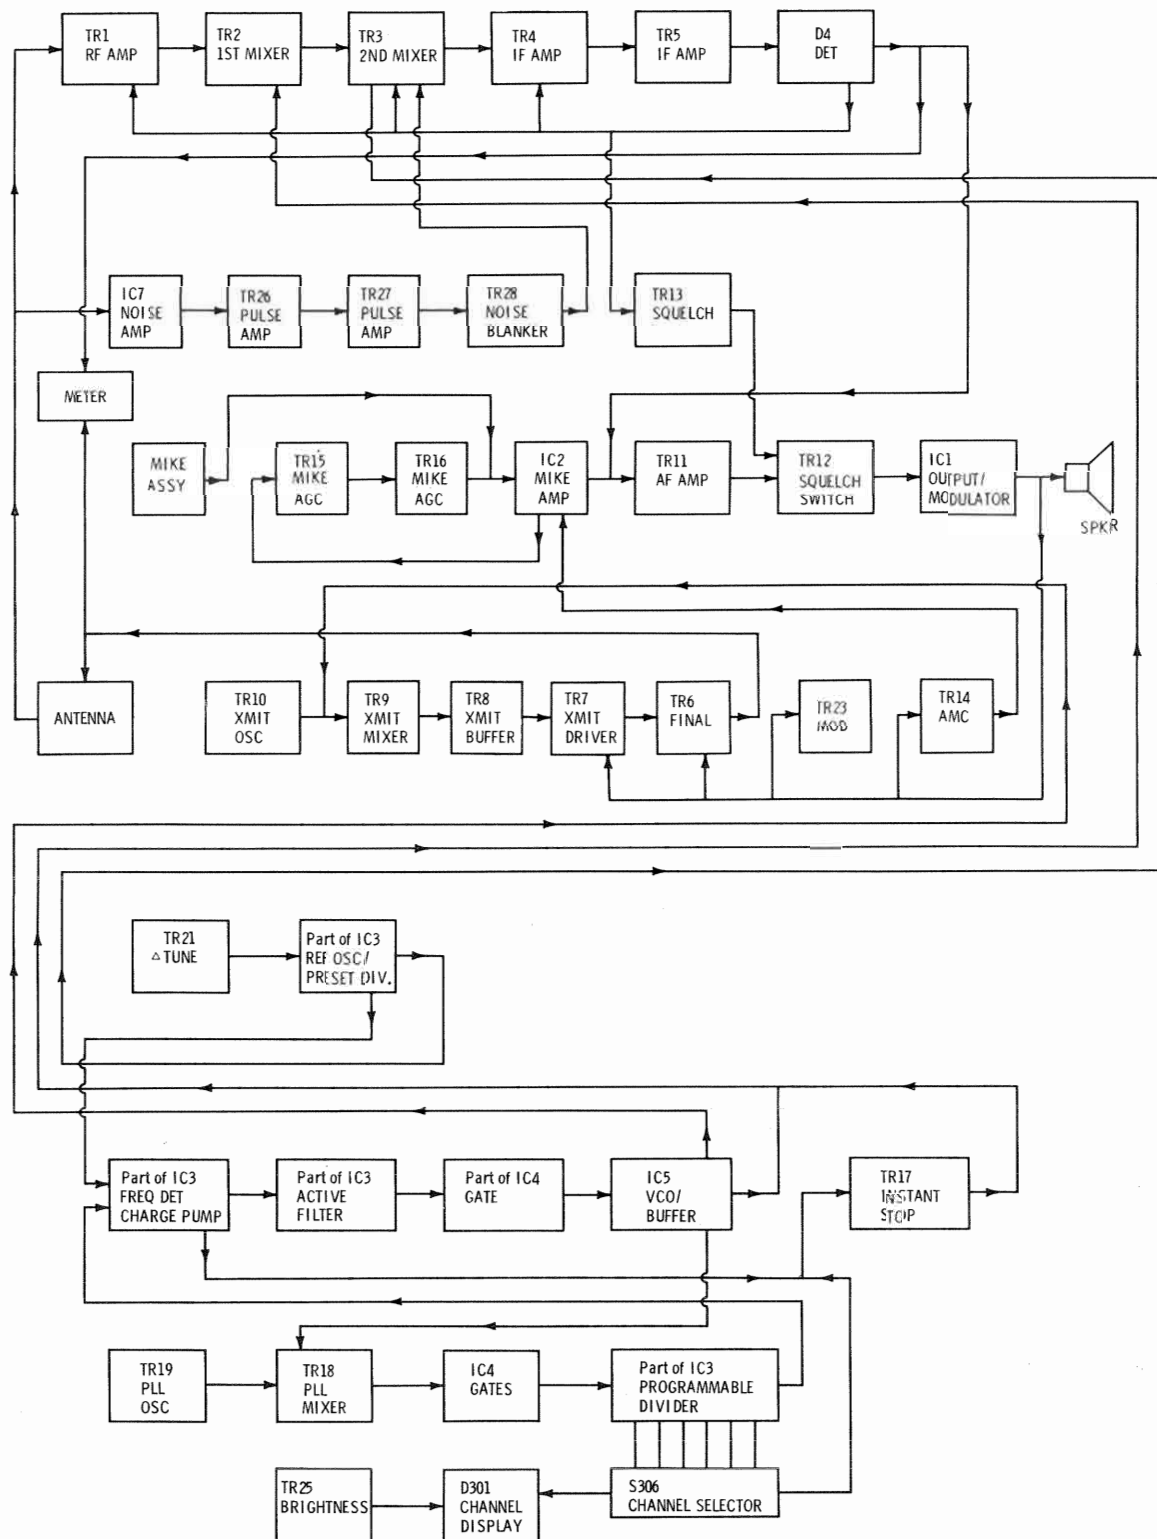 TR1
RF AMP
TR2
1ST MIXER
TR3
2ND MIXER
TR4
IF AMP
TR5
IF AMP
D4
DET
IC7
NOISE
AMP
TR26
PULSE
AMP
TR27
PULSE
AMP
TR28
NOISE
BLANKER
TR13
SQUELCH
METER
MIKE
ASSY
TR15
MIKE
AGC
TR16
MIKE
AGC
IC2
MIKE
AMP
TR11
AF AMP
TR12
SQUELCH
SWITCH
IC1
OUTPUT/
MODULATOR
SPKR
ANTENNA
TR10
XMIT
OSC
TR9
XMIT
MIXER
TR8
XMIT
BUFFER
TR7
XMIT
DRIVER
TR6
FINAL
TR23
MOD
TR14
AMC
TR21
△ TUNE
Part of IC3
REF OSC/
PRESET DIV.
Part of IC3
FREQ DET
CHARGE PUMP
Part of IC3
ACTIVE
FILTER
Part of IC4
GATE
IC5
VCO/
BUFFER
TR17
INSTANT
STOP
TR19
PLL
OSC
TR18
PLL
MIXER
IC4
GATES
Part of IC3
PROGRAMMABLE
DIVIDER
TR25
BRIGHTNESS
D301
CHANNEL
DISPLAY
S306
CHANNEL SELECTOR